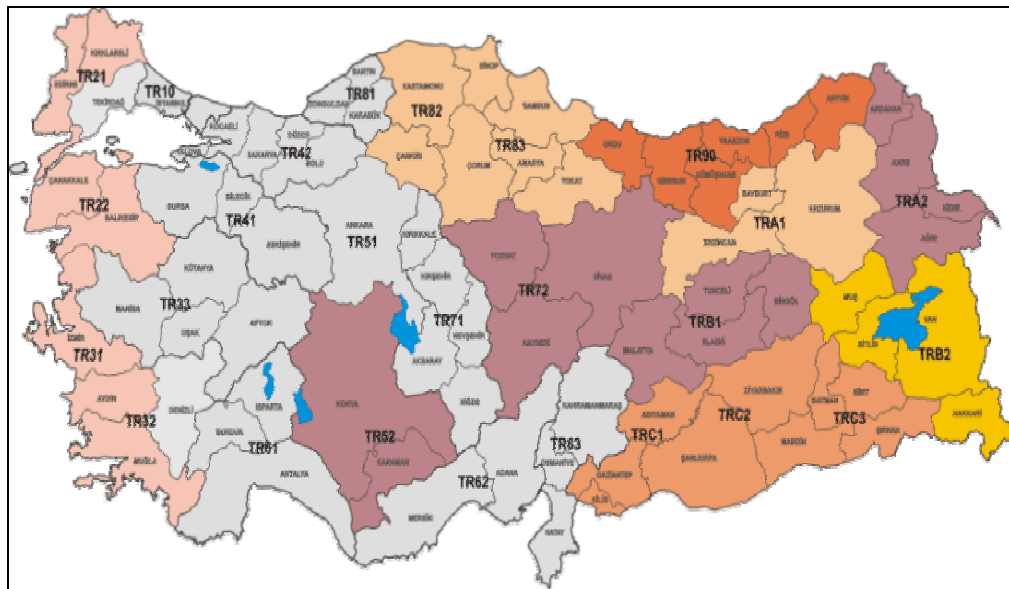 KIRKLARELİ
EDİRNE
TR21
TEKİRDAĞ
TR10
İSTANBUL
BARTIN
ZONGULDAK
TR81
KARABÜK
KASTAMONU
SİNOP
TR82
SAMSUN
TR83
ÇANKIRI
ÇORUM
AMASYA
TOKAT
ORDU
GİRESUN
TR90
TRABZON
RİZE
GÜMÜŞHANE
ARTVİN
ARDAHAN
KARS
TRA2
IĞDIR
AĞRI
BAYBURT
ERZURUM
TRA1
ERZİNCAN
KOCAELİ
YALOVA
SAKARYA
DÜZCE
TR42
BOLU
ÇANAKKALE
TR22
BALIKESİR
BURSA
BİLECİK
TR41
ESKİŞEHİR
ANKARA
TR51
KIRIKKALE
YOZGAT
SİVAS
TR72
KAYSERİ
TUNCELİ
BİNGÖL
TRB1
ELAZIĞ
MALATYA
MUŞ
BİTLİS
VAN
TRB2
HAKKARİ
KÜTAHYA
MANİSA
TR33
UŞAK
AFYON
KIRŞEHİR
TR71
NEVŞEHİR
AKSARAY
NİĞDE
İZMİR
TR31
AYDIN
TR32
DENİZLİ
MUĞLA
ISPARTA
BURDUR
TR61
ANTALYA
KONYA
TR52
KARAMAN
MERSİN
TR62
ADANA
KAHRAMANMARAŞ
TR63
OSMANİYE
HATAY
ADIYAMAN
TRC1
GAZİANTEP
KİLİS
DİYARBAKIR
TRC2
ŞANLIURFA
MARDİN
BATMAN
SİİRT
TRC3
ŞIRNAK